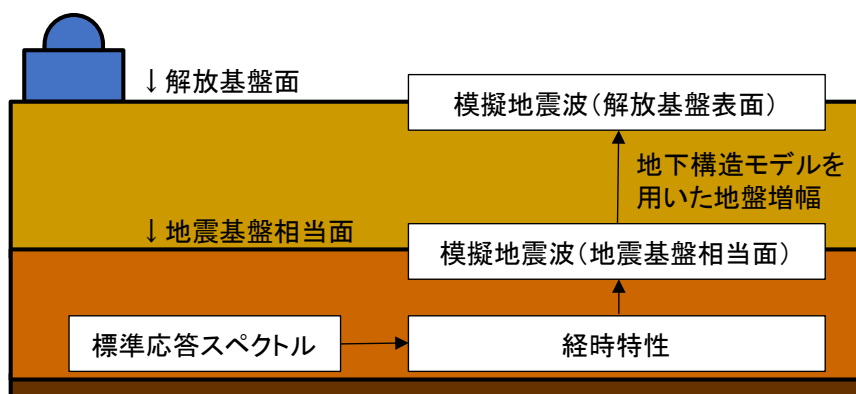 ↓解放基盤面
模擬地震波（解放基盤表面）
地下構造モデルを
用いた地盤増幅
↓地震基盤相当面
模擬地震波（地震基盤相当面）
標準応答スペクトル
経時特性